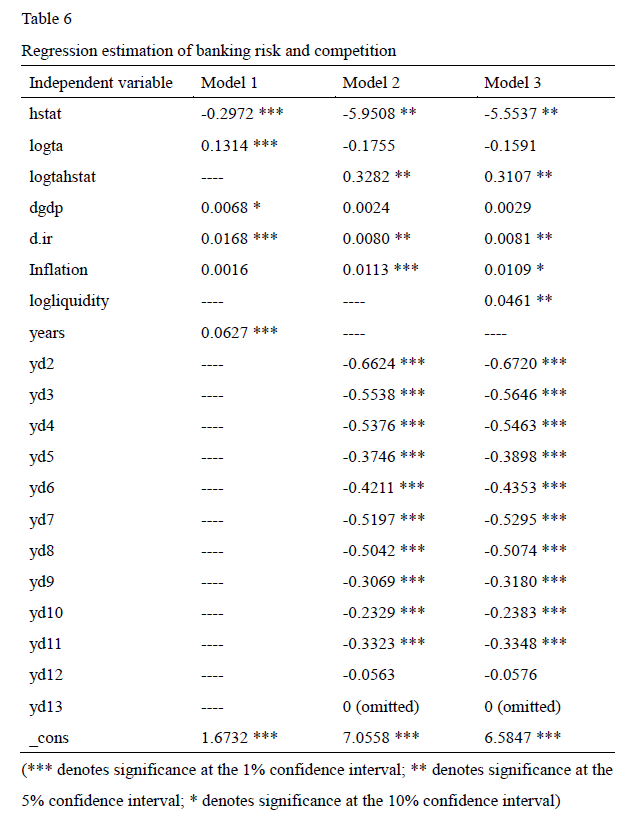 Table 6
Regression estimation of banking risk and competition
Independent variable Model 1 Model 2 Model 3
hstat -0.2972 *** -5.9508 ** -5.5537 **
logta 0.1314 *** -0.1755 -0.1591
logtahstat ---- 0.3282 ** 0.3107 **
dgdp 0.0068 * 0.0024 0.0029
d.ir 0.0168 *** 0.0080 ** 0.0081 **
Inflation 0.0016 0.0113 *** 0.0109 *
logliquidity ---- ---- 0.0461 **
years 0.0627 *** ---- ----
yd2 ---- -0.6624 *** -0.6720 ***
yd3 ---- -0.5538 *** -0.5646 ***
yd4 ---- -0.5376 *** -0.5463 ***
yd5 ---- -0.3746 *** -0.3898 ***
yd6 ---- -0.4211 *** -0.4353 ***
yd7 ---- -0.5197 *** -0.5295 ***
yd8 ---- -0.5042 *** -0.5074 ***
yd9 ---- -0.3069 *** -0.3180 ***
yd10 ---- -0.2329 *** -0.2383 ***
yd11 ---- -0.3323 *** -0.3348 ***
yd12 ---- -0.0563 -0.0576
yd13 ---- 0 (omitted) 0 (omitted)
_cons 1.6732 *** 7.0558 *** 6.5847 ***
(*** denotes significance at the 1% confidence interval; ** denotes significance at the
5% confidence interval; * denotes significance at the 10% confidence interval)